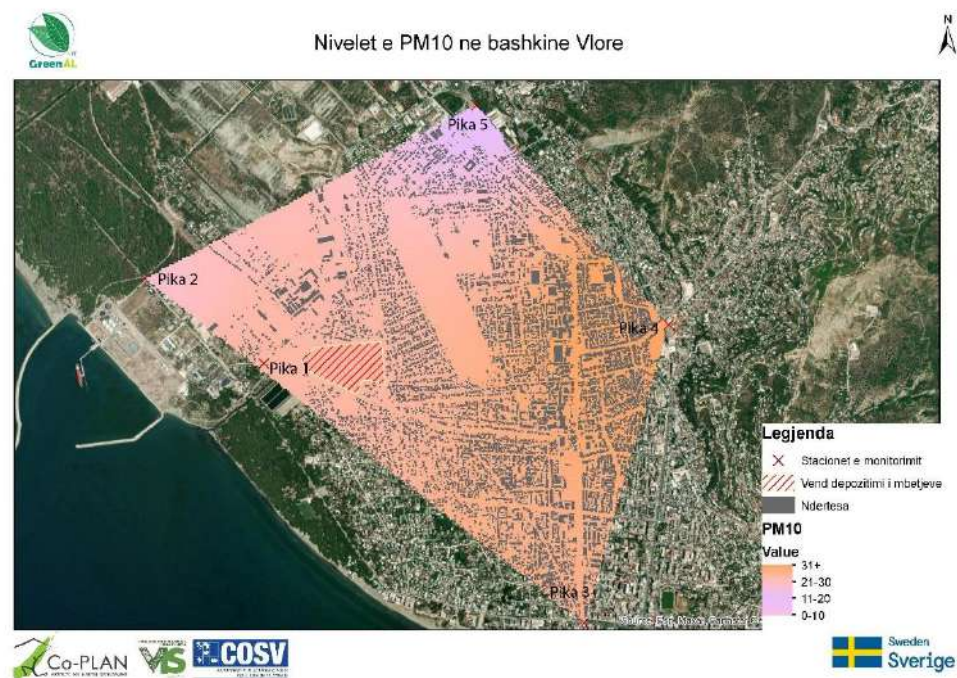 GreenAL
Nivelet e PM10 ne bashkine Vlore
N
Pika 5
Pika 2
Pika 4
Pika 1
Pika 3
Legjenda
Stacionet e monitorimit
Vend depozitimi i mbetjeve
Ndertesa
PM10
Value
31+
21-30
11-20
0-10
Co-PLAN
VIS
COSV
Sweden
Sverige